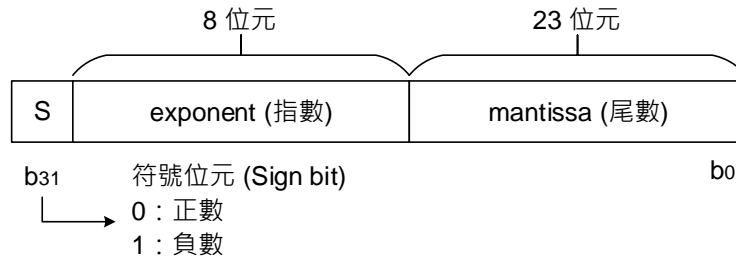 8 位元 23 位元
S exponent (指數) mantissa (尾數)
b31 符號位元 (Sign bit) b0
0：正數
1：負數